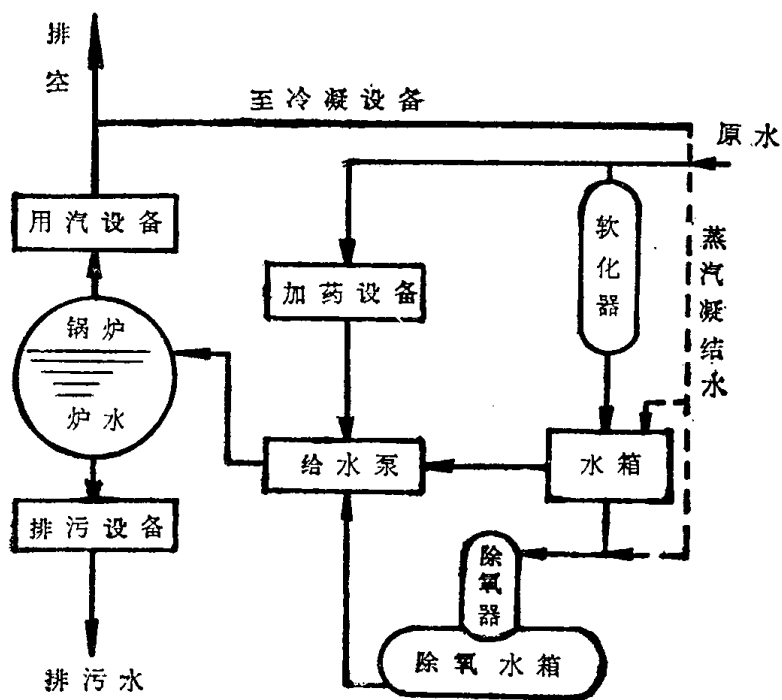 排空
至冷凝设备
原水
用汽设备
软化器
蒸汽凝结水
加药设备
锅炉
炉水
给水泵
水箱
排污设备
除氧器
除氧水箱
排污水